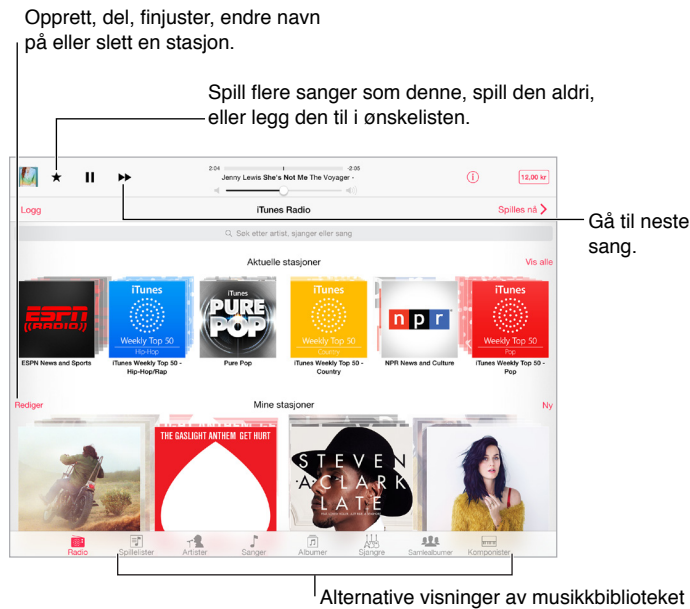 Opprett, del, finjuster, endre navn
på eller slett en stasjon.
Spill flere sanger som denne, spill den aldri,
eller legg den til i ønskelisten.
2:04 -2:05
Jenny Lewis She's Not Me The Voyager -
12,00 kr
Logg iTunes Radio Spilles nå
Gå til neste
sang.
Søk etter artist, sjanger eller sang
Aktuelle stasjoner Vis alle
ESPN
((RADIO))
iTunes
Weekly Top 50
Hip-Hop
iTunes
PURE
POP
iTunes
Weekly Top 50
Country
npr
iTunes
Weekly Top 50
Pop
ESPN News and Sports
iTunes Weekly Top 50 -
Hip-Hop/Rap
Pure Pop
iTunes Weekly Top 50 -
Country
NPR News and Culture
iTunes Weekly Top 50 -
Pop
Rediger Mine stasjoner Ny
THE GASLIGHT ANTHEM GET HURT
STEVEN
A CLARK
LATE
Radio Spillelister Artister Sanger Albumer Sjangre Samlealbumer Komponister
Alternative visninger av musikkbiblioteket